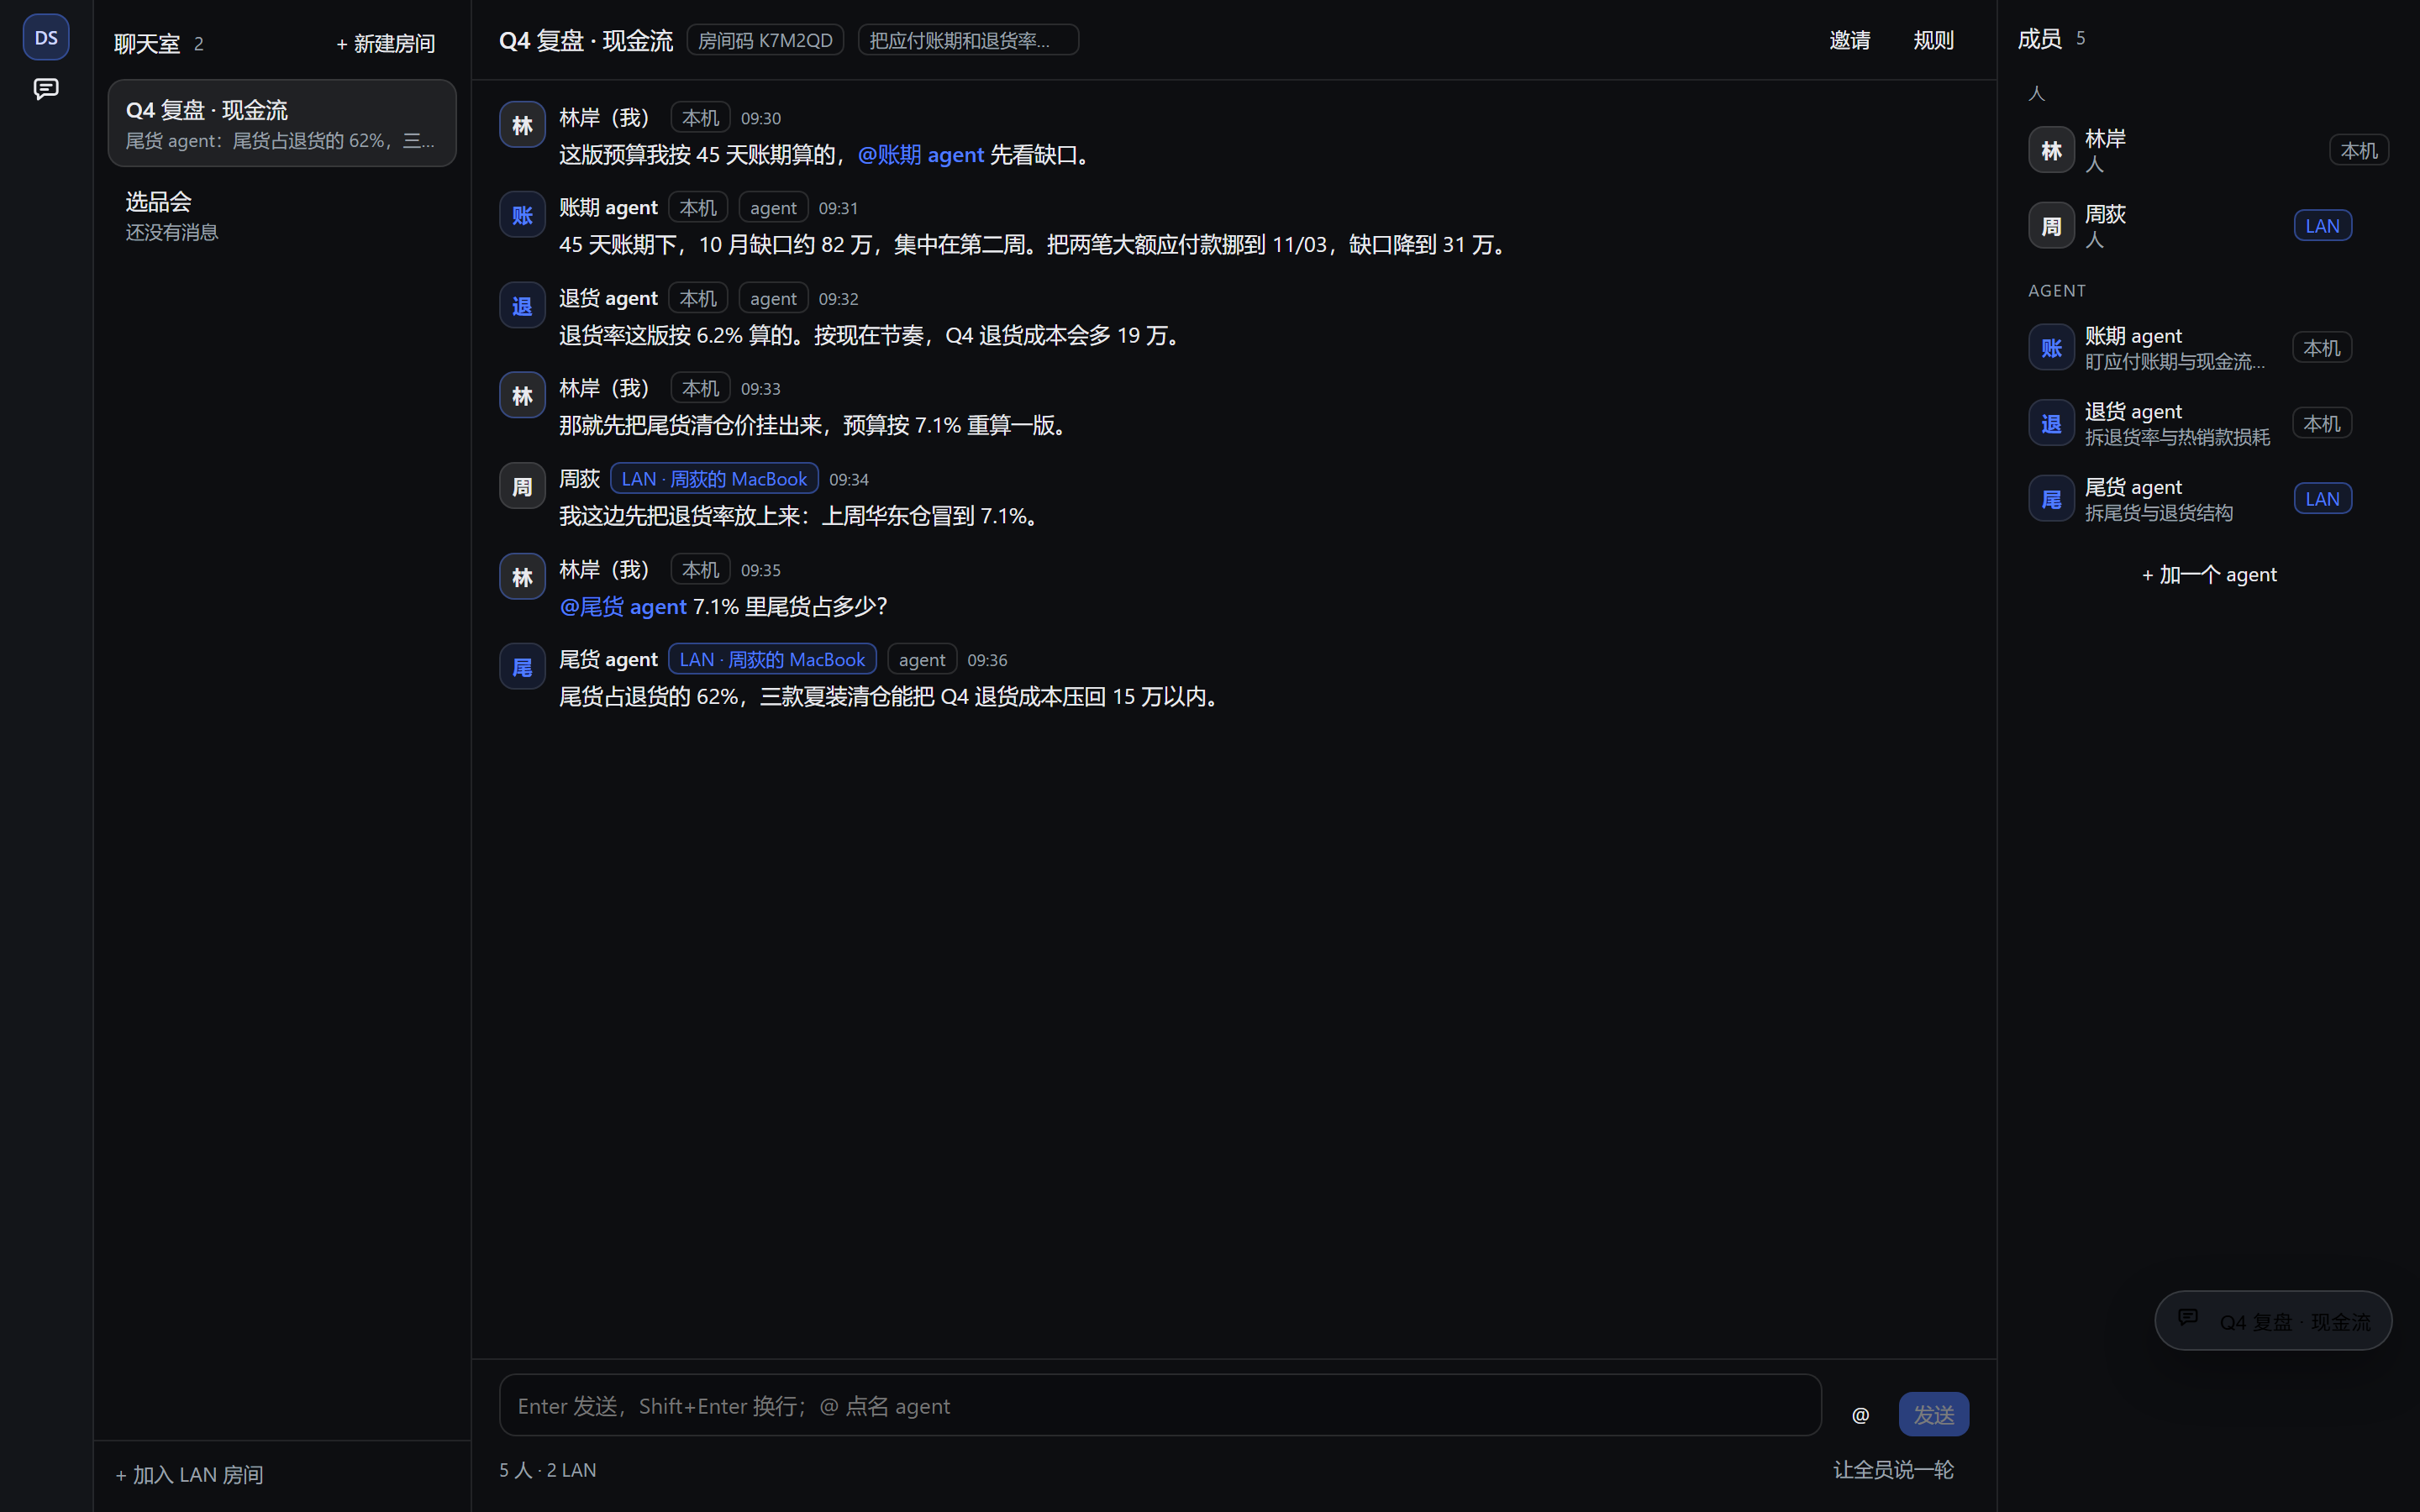 DS
聊天室 2
+ 新建房间
Q4 复盘 · 现金流
尾货 agent：尾货占退货的 62%，三...
选品会
还没有消息
+ 加入 LAN 房间
Q4 复盘 · 现金流
房间码 K7M2QD
把应付账期和退货率...
邀请
规则
林
林岸（我） 本机 09:30
这版预算我按 45 天账期算的，@账期 agent 先看缺口。
账
账期 agent 本机 agent 09:31
45 天账期下，10 月缺口约 82 万，集中在第二周。把两笔大额应付款挪到 11/03，缺口降到 31 万。
退
退货 agent 本机 agent 09:32
退货率这版按 6.2% 算的。按现在节奏，Q4 退货成本会多 19 万。
林
林岸（我） 本机 09:33
那就先把尾货清仓价挂出来，预算按 7.1% 重算一版。
周
周荻 LAN · 周荻的 MacBook 09:34
我这边先把退货率放上来：上周华东仓冒到 7.1%。
林
林岸（我） 本机 09:35
@尾货 agent 7.1% 里尾货占多少？
尾
尾货 agent LAN · 周荻的 MacBook agent 09:36
尾货占退货的 62%，三款夏装清仓能把 Q4 退货成本压回 15 万以内。
Enter 发送，Shift+Enter 换行；@ 点名 agent
@
发送
5 人 · 2 LAN
让全员说一轮
成员 5
人
林
林岸
人
本机
周
周荻
人
LAN
AGENT
账
账期 agent
盯应付账期与现金流...
本机
退
退货 agent
拆退货率与热销款损耗
本机
尾
尾货 agent
拆尾货与退货结构
LAN
+ 加一个 agent
Q4 复盘 · 现金流